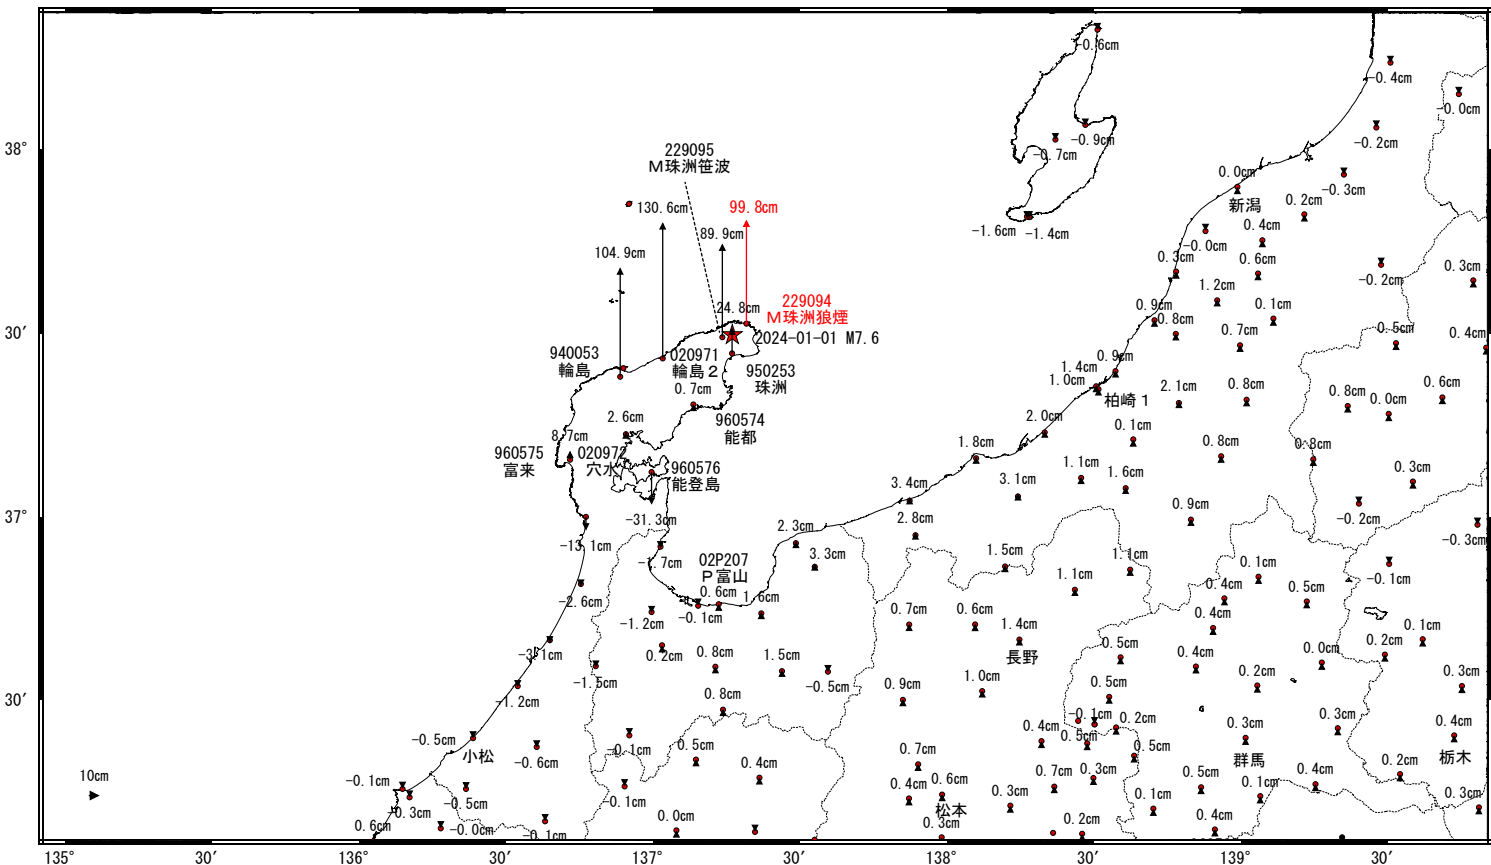 -0.6cm
-0.4cm
-0.0cm
-0.2cm
-0.9cm
-0.7cm
38°
229095
M珠洲笹波
0.0cm
新潟
-0.3cm
0.2cm
130.6cm
99.8cm
89.9cm
104.9cm
-1.6cm
-1.4cm
-0.0cm
0.4cm
0.3cm
0.6cm
-0.2cm
0.3cm
1.2cm
24.8cm
229094
M珠洲狼煙
0.9cm
0.1cm
30′
0.8cm
0.7cm
0.5cm
0.4cm
2024-01-01 M7.6
940053
輪島
020971
輪島２
950253
珠洲
0.7cm
0.9cm
1.4cm
1.0cm
柏崎１
2.1cm
0.8cm
0.8cm
0.0cm
0.6cm
2.6cm
960574
能都
2.0cm
0.1cm
8.7cm
960575
富来
020972
穴水
960576
能登島
1.8cm
0.8cm
0.8cm
3.4cm
3.1cm
1.1cm
1.6cm
0.3cm
37°
-31.3cm
2.8cm
0.9cm
-0.2cm
-0.3cm
2.3cm
-13.1cm
-1.7cm
02P207
P富山
3.3cm
1.5cm
1.1cm
0.1cm
-0.1cm
-2.6cm
0.6cm
1.6cm
-0.1cm
1.1cm
0.4cm
0.5cm
-1.2cm
0.7cm
0.6cm
0.4cm
1.4cm
長野
0.1cm
-3.1cm
0.2cm
0.8cm
1.5cm
0.5cm
0.4cm
0.0cm
0.2cm
-1.5cm
-0.5cm
1.0cm
0.2cm
0.3cm
30′
-1.2cm
0.8cm
0.9cm
0.5cm
-0.1cm
0.2cm
0.3cm
0.3cm
0.4cm
-0.5cm
小松
-0.6cm
-0.1cm
0.5cm
0.4cm
0.5cm
0.5cm
群馬
栃木
0.7cm
10cm
-0.1cm
0.4cm
0.3cm
0.2cm
-0.5cm
-0.1cm
0.4cm
0.6cm
松本
0.7cm
0.5cm
0.4cm
-0.3cm
0.3cm
0.1cm
0.1cm
0.3cm
0.6cm
-0.0cm
-0.1cm
0.0cm
0.3cm
0.2cm
0.4cm
135°
30′
136°
30′
137°
30′
138°
30′
139°
30′